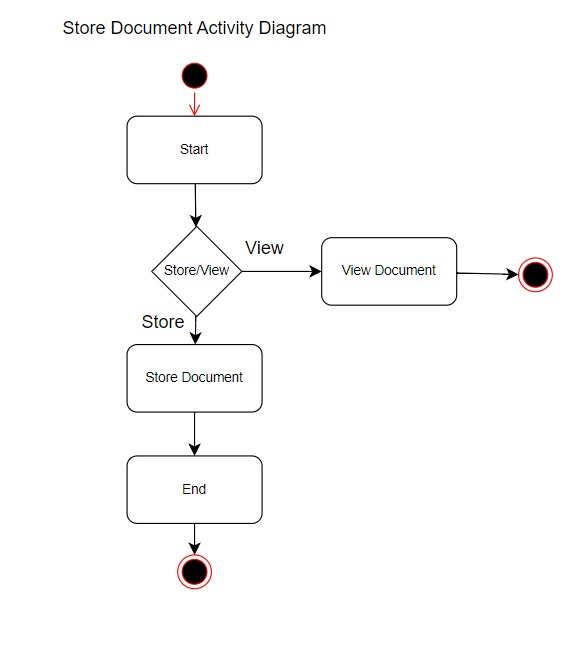 Store Document Activity Diagram
Start
View
Store/View
View Document
Store
Store Document
End